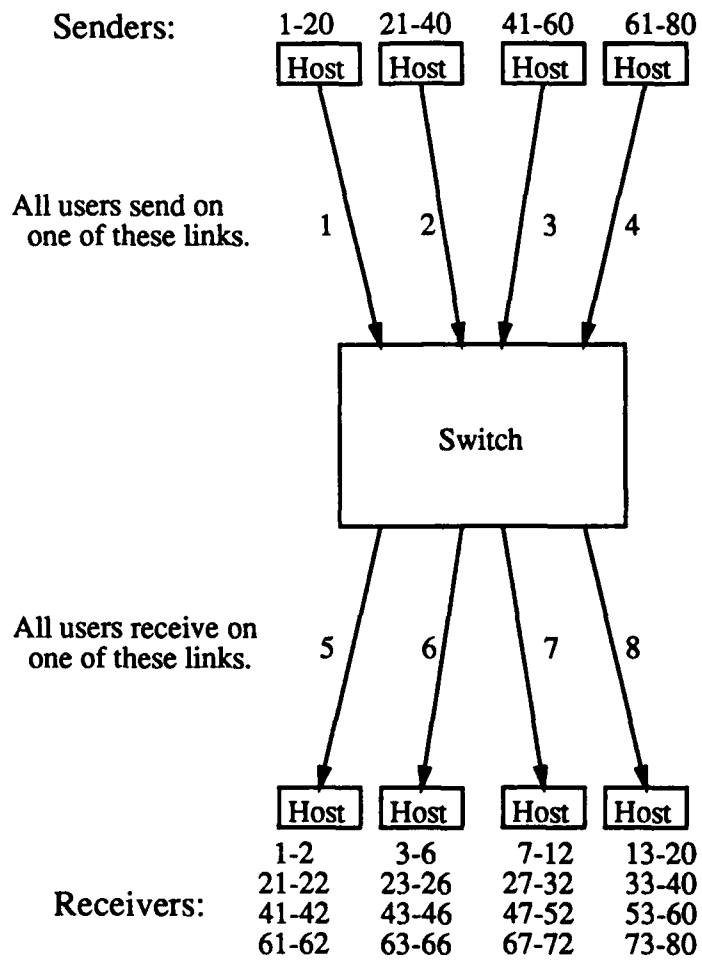 Senders: 1-20 21-40 41-60 61-80
Host Host Host Host
All users send on
one of these links.
1 2 3 4
Switch
All users receive on
one of these links.
5 6 7 8
Host Host Host Host
1-2 3-6 7-12 13-20
21-22 23-26 27-32 33-40
Receivers: 41-42 43-46 47-52 53-60
61-62 63-66 67-72 73-80